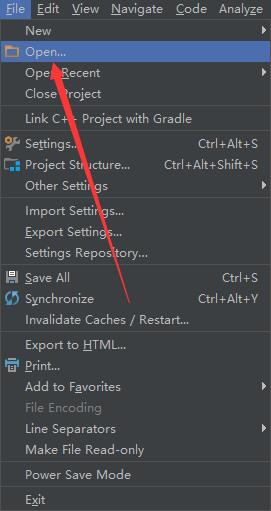 File Edit View Navigate Code Analyze
New
Open...
Open Recent
Close Project
Link C++ Project with Gradle
Settings... Ctrl+Alt+S
Project Structure... Ctrl+Alt+Shift+S
Other Settings
Import Settings...
Export Settings...
Settings Repository...
Save All Ctrl+S
Synchronize Ctrl+Alt+Y
Invalidate Caches / Restart...
Export to HTML...
Print...
Add to Favorites
File Encoding
Line Separators
Make File Read-only
Power Save Mode
Exit